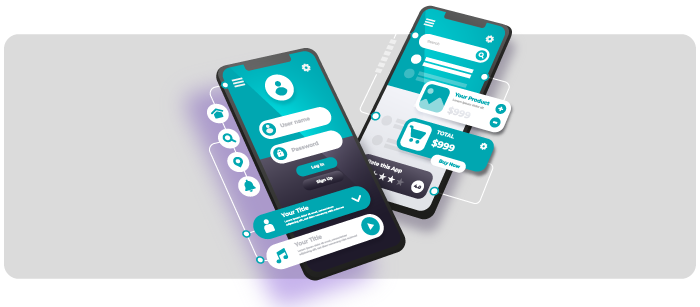 User name
Password
Log In
Sign Up
Your Title
Your Title
Search
Your Product
$999
TOTAL
$999
Buy Now
Rate this App
4.0